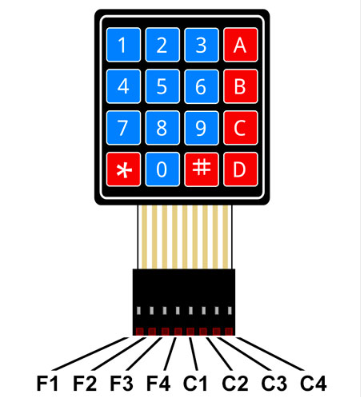 1 2 3 A
4 5 6 B
7 8 9 C
* 0 # D
F1 F2 F3 F4 C1 C2 C3 C4